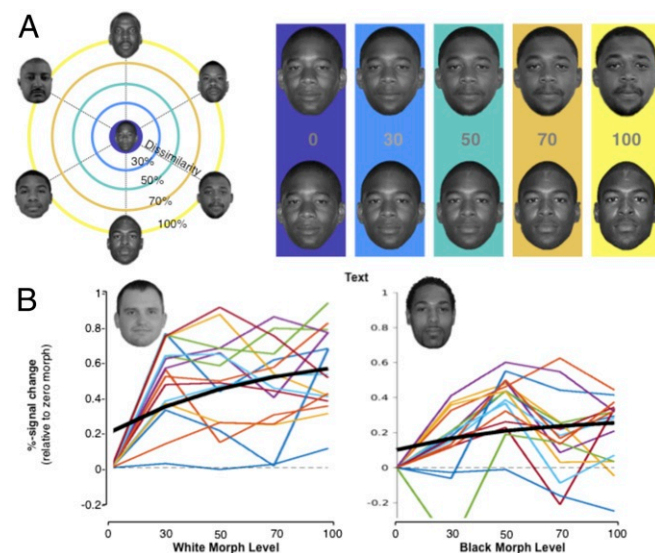 A
Dissimilarity
30%
50%
70%
100%
0 30 50 70 100
Text
B
%-signal change
(relative to zero morph)
1
0.8
0.6
0.4
0.2
0
-0.2
0 30 50 70 100
White Morph Level
1
0.8
0.6
0.4
0.2
0
-0.2
0 30 50 70 100
Black Morph Level